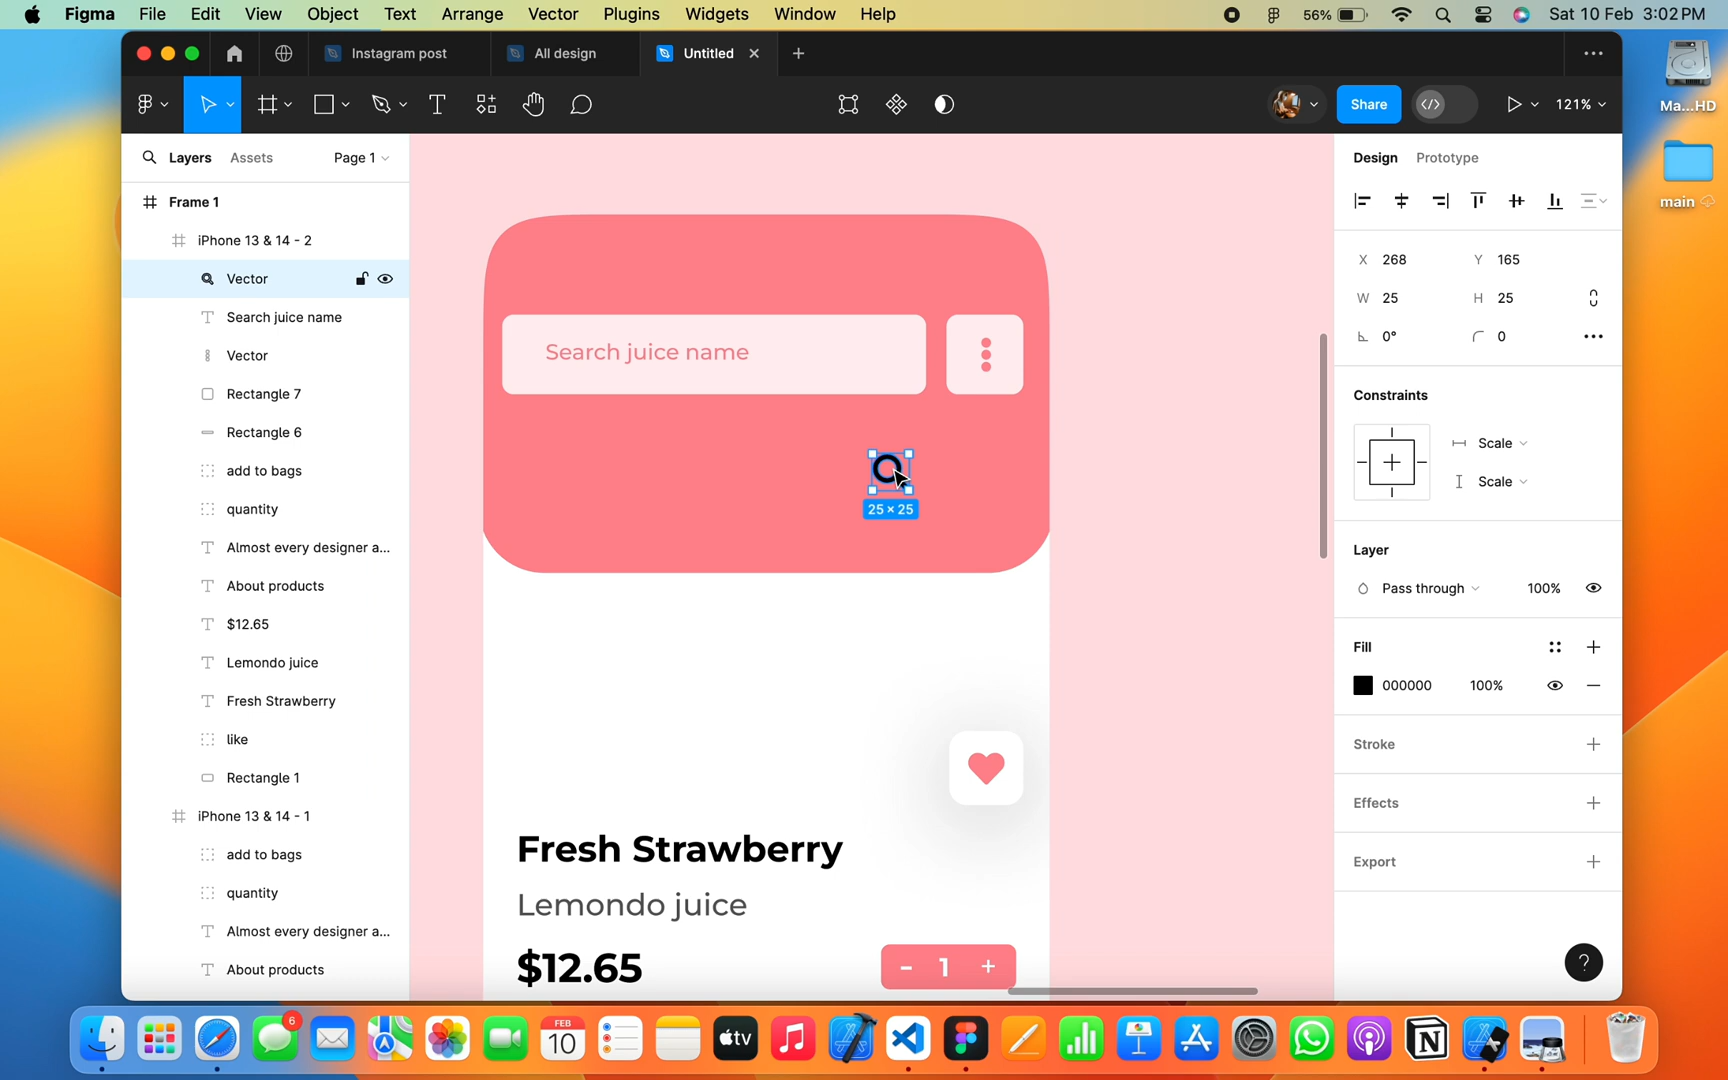 Figma File Edit View Object Text Arrange Vector Plugins Widgets Window Help 56% Sat 10 Feb 3:02 PM
Instagram post All design Untitled
Share 121%
Ma...HD
main
Layers Assets Page 1
Frame 1
iPhone 13 & 14 - 2
Vector
Search juice name
Vector
Rectangle 7
Rectangle 6
add to bags
quantity
Almost every designer a...
About products
$12.65
Lemondo juice
Fresh Strawberry
like
Rectangle 1
iPhone 13 & 14 - 1
add to bags
quantity
Almost every designer a...
About products
Search juice name
25 × 25
Fresh Strawberry
Lemondo juice
$12.65
- 1 +
Design Prototype
X 268 Y 165
W 25 H 25
0° 0
Constraints
Scale
Scale
Layer
Pass through 100%
Fill
000000 100%
Stroke
Effects
Export
?
6
FEB
10
tv